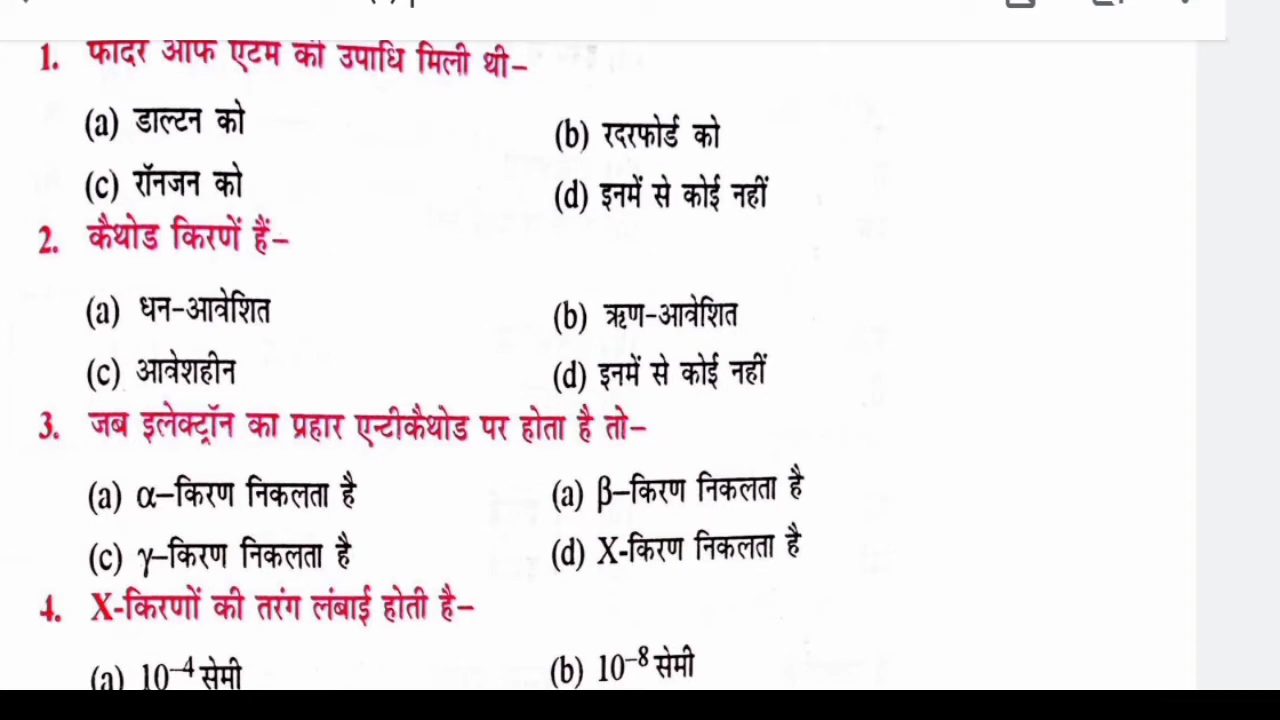 1. फादर ऑफ एटम की उपाधि मिली थी–
(a) डाल्टन को (b) रदरफोर्ड को
(c) रॉनजन को (d) इनमें से कोई नहीं
2. कैथोड किरणें हैं–
(a) धन-आवेशित (b) ऋण-आवेशित
(c) आवेशहीन (d) इनमें से कोई नहीं
3. जब इलेक्ट्रॉन का प्रहार एन्टीकैथोड पर होता है तो–
(a) α–किरण निकलता है (a) β–किरण निकलता है
(c) γ–किरण निकलता है (d) X-किरण निकलता है
4. X-किरणों की तरंग लंबाई होती है–
(a) 10⁻⁴ सेमी (b) 10⁻⁸ सेमी